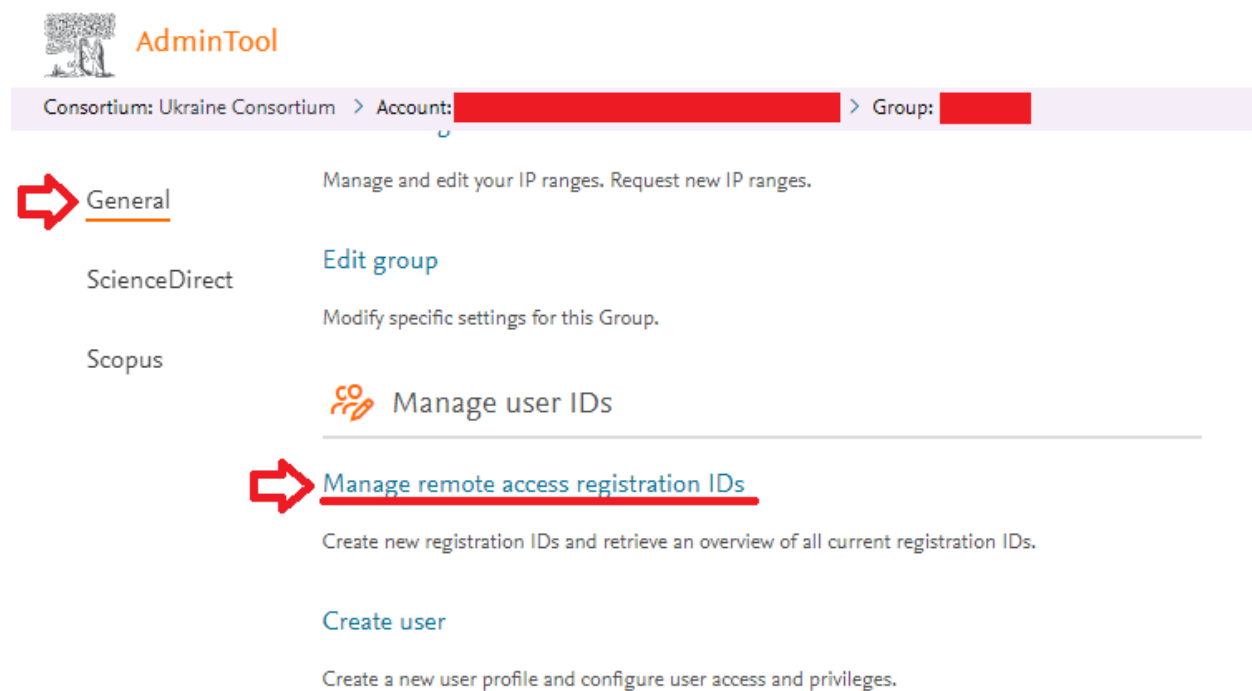 AdminTool
Consortium: Ukraine Consortium > Account: > Group:
Manage and edit your IP ranges. Request new IP ranges.
General
Edit group
ScienceDirect
Modify specific settings for this Group.
Scopus
Manage user IDs
Manage remote access registration IDs
Create new registration IDs and retrieve an overview of all current registration IDs.
Create user
Create a new user profile and configure user access and privileges.